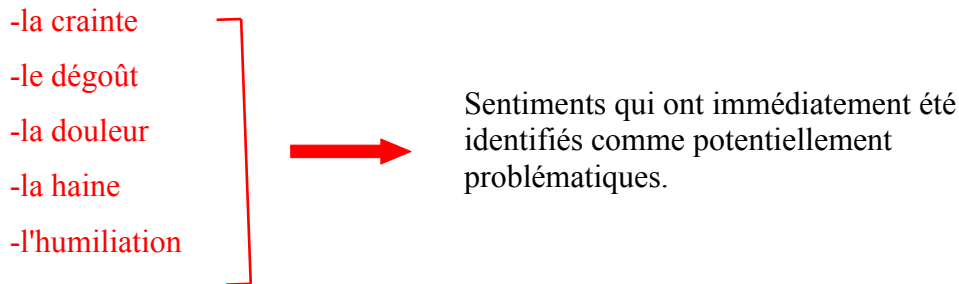 -la crainte
-le dégoût
-la douleur
-la haine
-l'humiliation
Sentiments qui ont immédiatement été
identifiés comme potentiellement
problématiques.